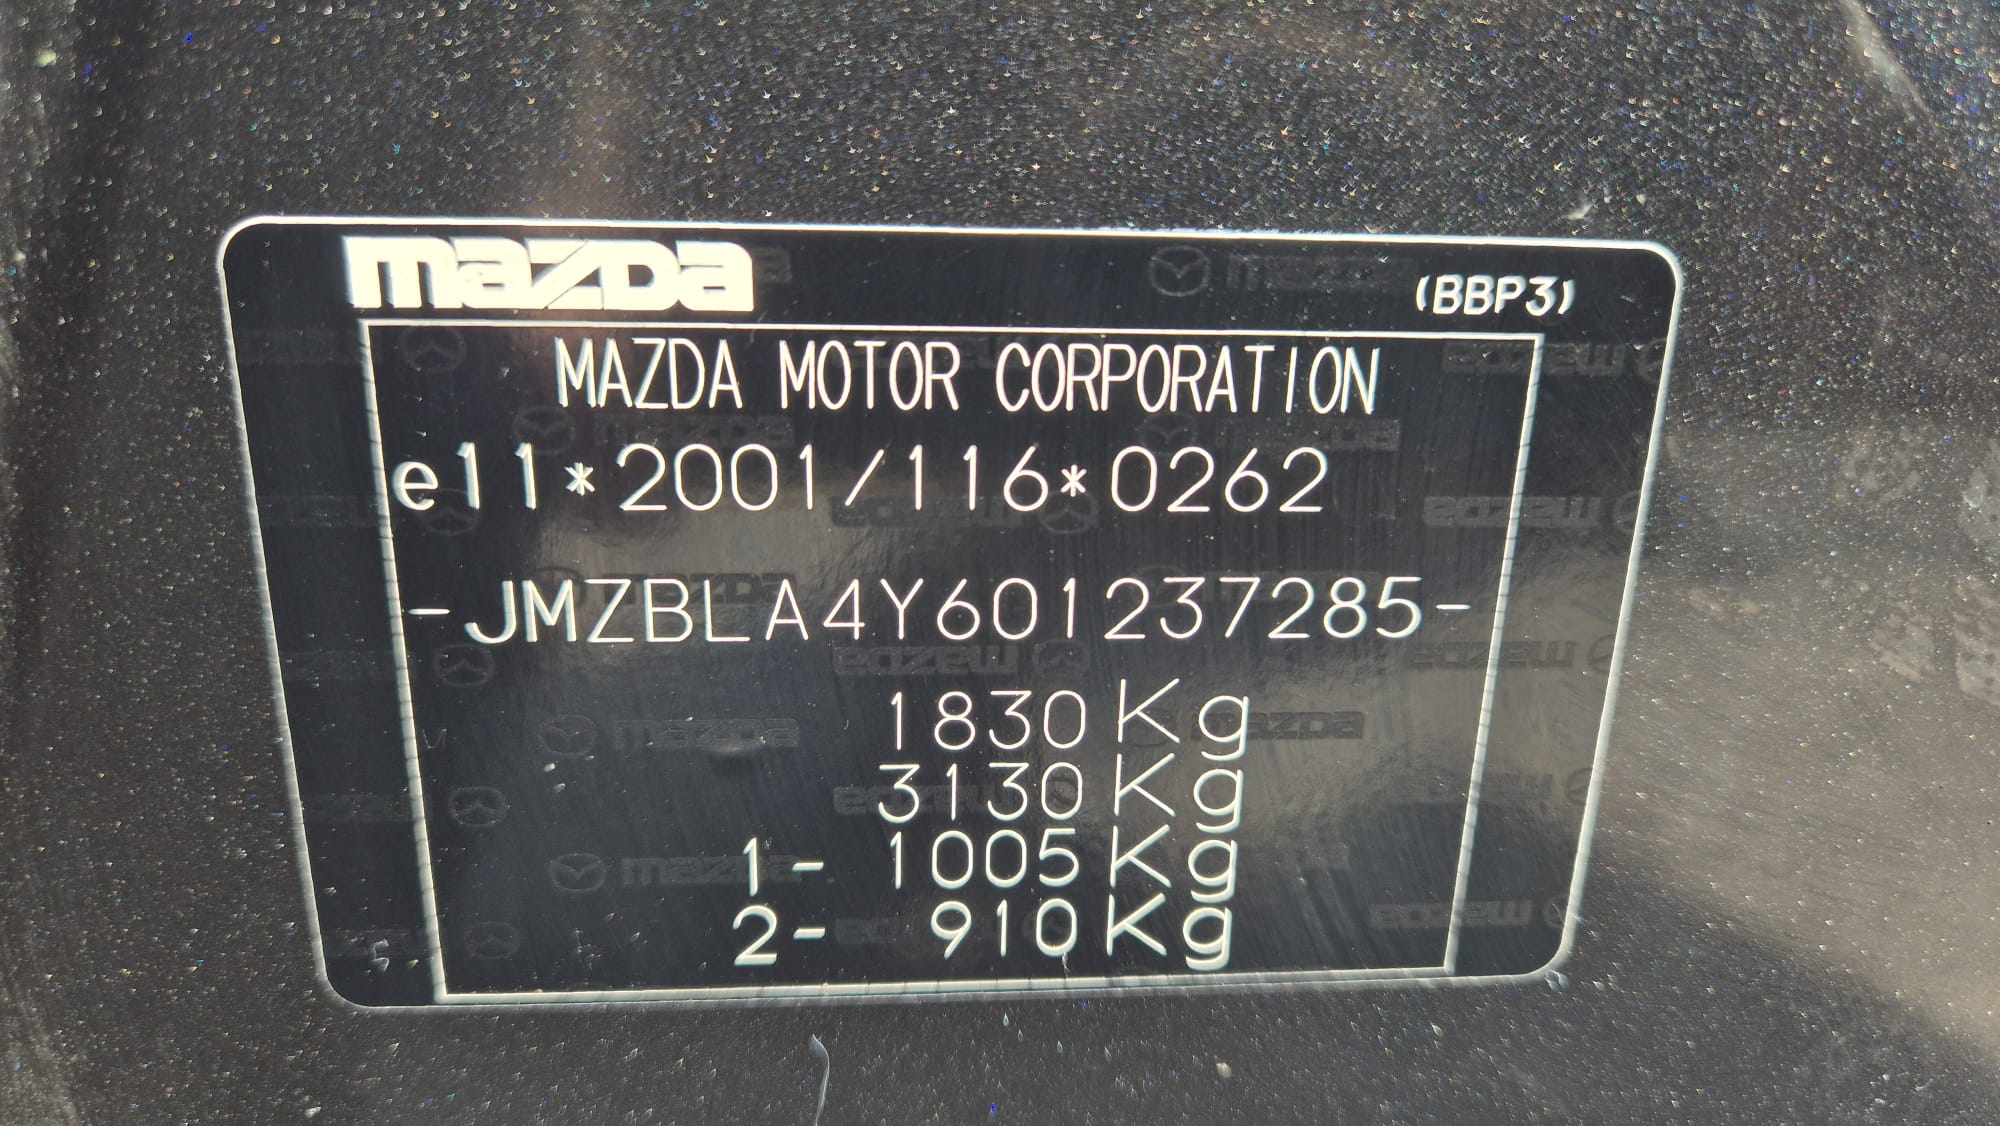 mazda
(BBP3)
MAZDA MOTOR CORPORATION
e11*2001/116*0262
-JMZBLA4Y601237285-
1830Kg
3130Kg
1- 1005Kg
2- 910Kg